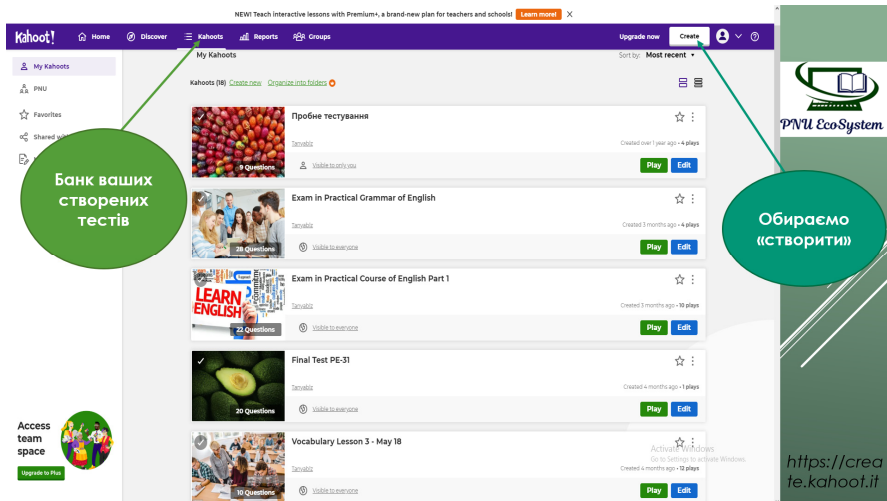 NEW! Teach interactive lessons with Premium+, a brand-new plan for teachers and schools! Learn more! X
Kahoot! Home Discover Kahoots Reports Groups Upgrade now Create
My Kahoots
PNU
Favorites
Shared with
My Kahoots
Sort by: Most recent
Kahoots (18) Create new Organize into folders
Пробне тестування
Tanyabiz
Created over 1 year ago • 4 plays
9 Questions
Visible to only you
Play Edit
Exam in Practical Grammar of English
Tanyabiz
Created 3 months ago • 4 plays
28 Questions
Visible to everyone
Play Edit
LEARN
ENGLISH
Exam in Practical Course of English Part 1
Tanyabiz
Created 3 months ago • 10 plays
22 Questions
Visible to everyone
Play Edit
Final Test PE-31
Tanyabiz
Created 4 months ago • 1 plays
20 Questions
Visible to everyone
Play Edit
Vocabulary Lesson 3 - May 18
Tanyabiz
Created 4 months ago • 12 plays
10 Questions
Visible to everyone
Play Edit
Activate Windows
Go to Settings to activate Windows.
Access
team
space
Upgrade to Plus
Банк ваших
створених
тестів
Обираємо
«створити»
PNU EcoSystem
https://crea
te.kahoot.it